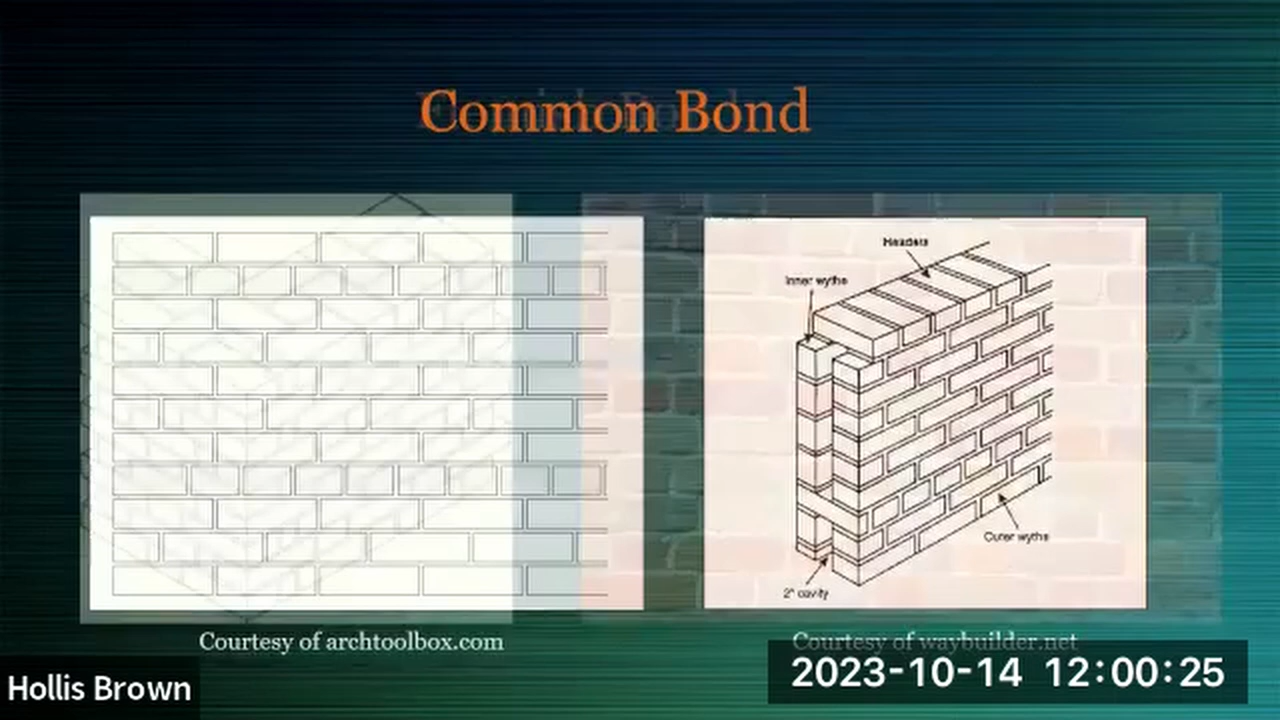 Common Bond
Headers
Inner wythe
Outer wythe
2" cavity
Courtesy of archtoolbox.com
Courtesy of waybuilder.net
Hollis Brown
2023-10-14 12:00:25